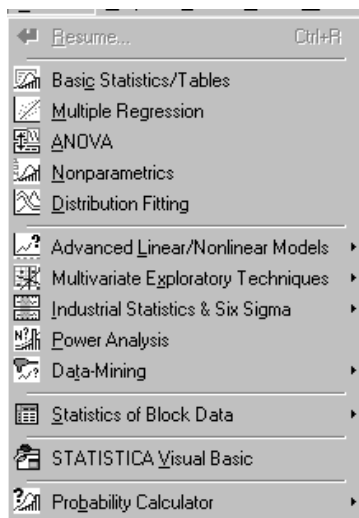 Resume... Ctrl+R
Basic Statistics/Tables
Multiple Regression
ANOVA
Nonparametrics
Distribution Fitting
Advanced Linear/Nonlinear Models
Multivariate Exploratory Techniques
Industrial Statistics & Six Sigma
Power Analysis
Data-Mining
Statistics of Block Data
STATISTICA Visual Basic
Probability Calculator